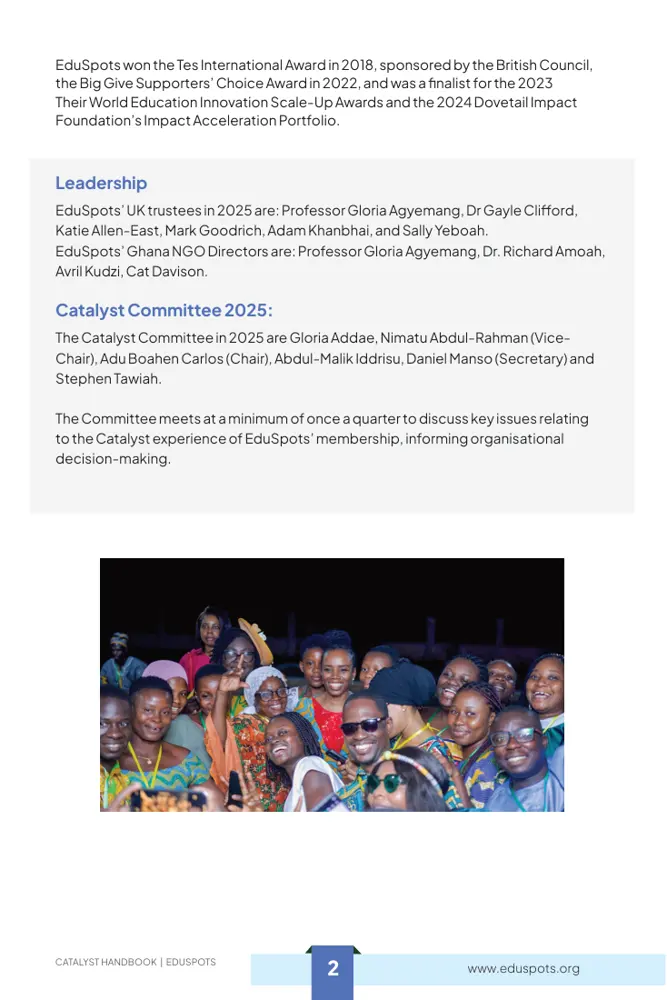 EduSpots won the Tes International Award in 2018, sponsored by the British Council,
the Big Give Supporters' Choice Award in 2022, and was a finalist for the 2023
Their World Education Innovation Scale-Up Awards and the 2024 Dovetail Impact
Foundation's Impact Acceleration Portfolio.
Leadership
EduSpots' UK trustees in 2025 are: Professor Gloria Agyemang, Dr Gayle Clifford,
Katie Allen-East, Mark Goodrich, Adam Khanbhai, and Sally Yeboah.
EduSpots' Ghana NGO Directors are: Professor Gloria Agyemang, Dr. Richard Amoah,
Avril Kudzi, Cat Davison.
Catalyst Committee 2025:
The Catalyst Committee in 2025 are Gloria Addae, Nimatu Abdul-Rahman (Vice-
Chair), Adu Boahen Carlos (Chair), Abdul-Malik Iddrisu, Daniel Manso (Secretary) and
Stephen Tawiah.
The Committee meets at a minimum of once a quarter to discuss key issues relating
to the Catalyst experience of EduSpots' membership, informing organisational
decision-making.
CATALYST HANDBOOK | EDUSPOTS
2
www.eduspots.org